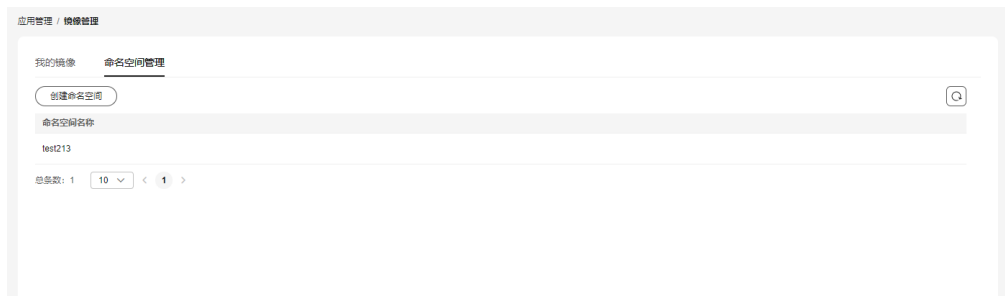 应用管理 / 镜像管理
我的镜像 命名空间管理
创建命名空间
命名空间名称
test213
总条数: 1 10 < 1 >